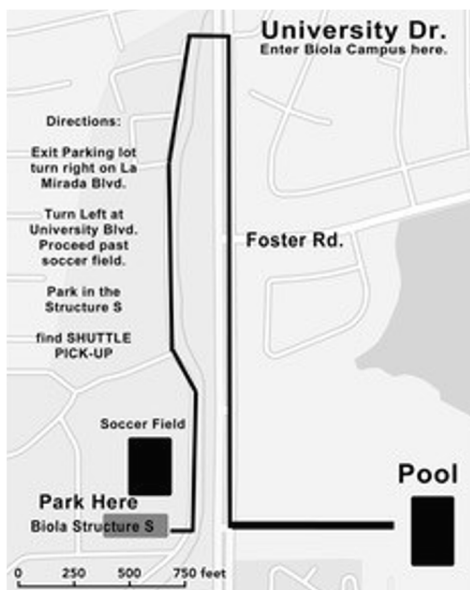 University Dr.
Enter Biola Campus here.
Directions:
Exit Parking lot
turn right on La
Mirada Blvd.
Turn Left at
University Blvd.
Proceed past
soccer field.
Park in the
Structure S
find SHUTTLE
PICK-UP
Foster Rd.
Soccer Field
Pool
Park Here
Biola Structure S
0 250 500 750 feet